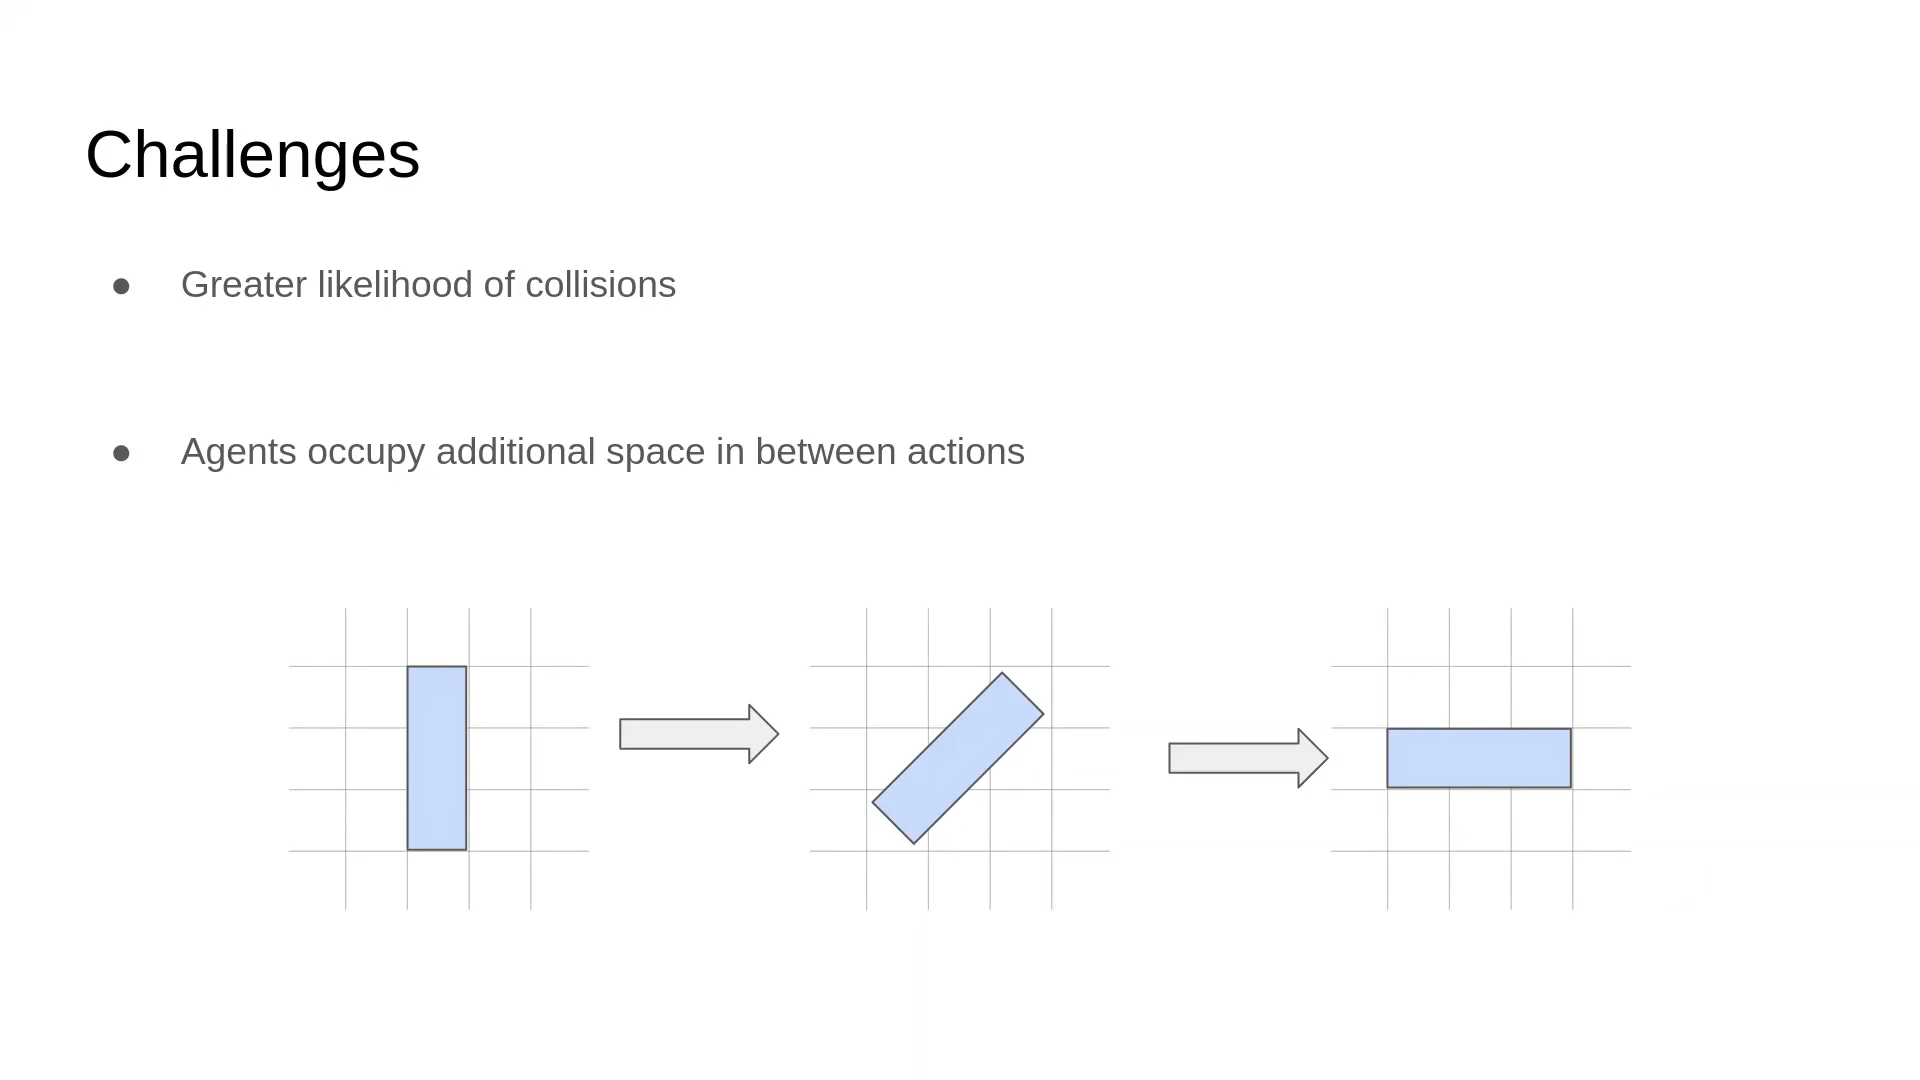 Challenges
● Greater likelihood of collisions
● Agents occupy additional space in between actions